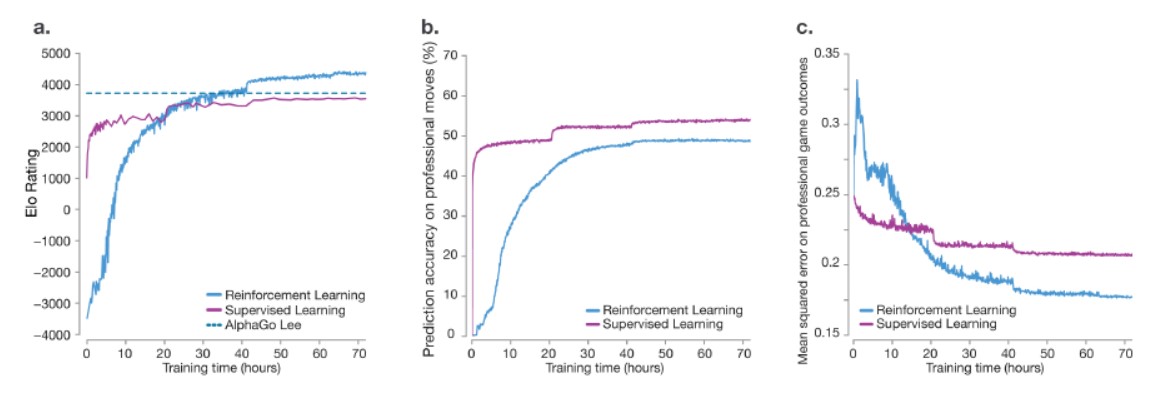 a.
Elo Rating
5000
4000
3000
2000
1000
0
−1000
−2000
−3000
−4000
Reinforcement Learning
Supervised Learning
AlphaGo Lee
0 10 20 30 40 50 60 70
Training time (hours)
b.
Prediction accuracy on professional moves (%)
70
60
50
40
30
20
10
0
Reinforcement Learning
Supervised Learning
0 10 20 30 40 50 60 70
Training time (hours)
c.
Mean squared error on professional game outcomes
0.35
0.3
0.25
0.2
0.15
Reinforcement Learning
Supervised Learning
0 10 20 30 40 50 60 70
Training time (hours)